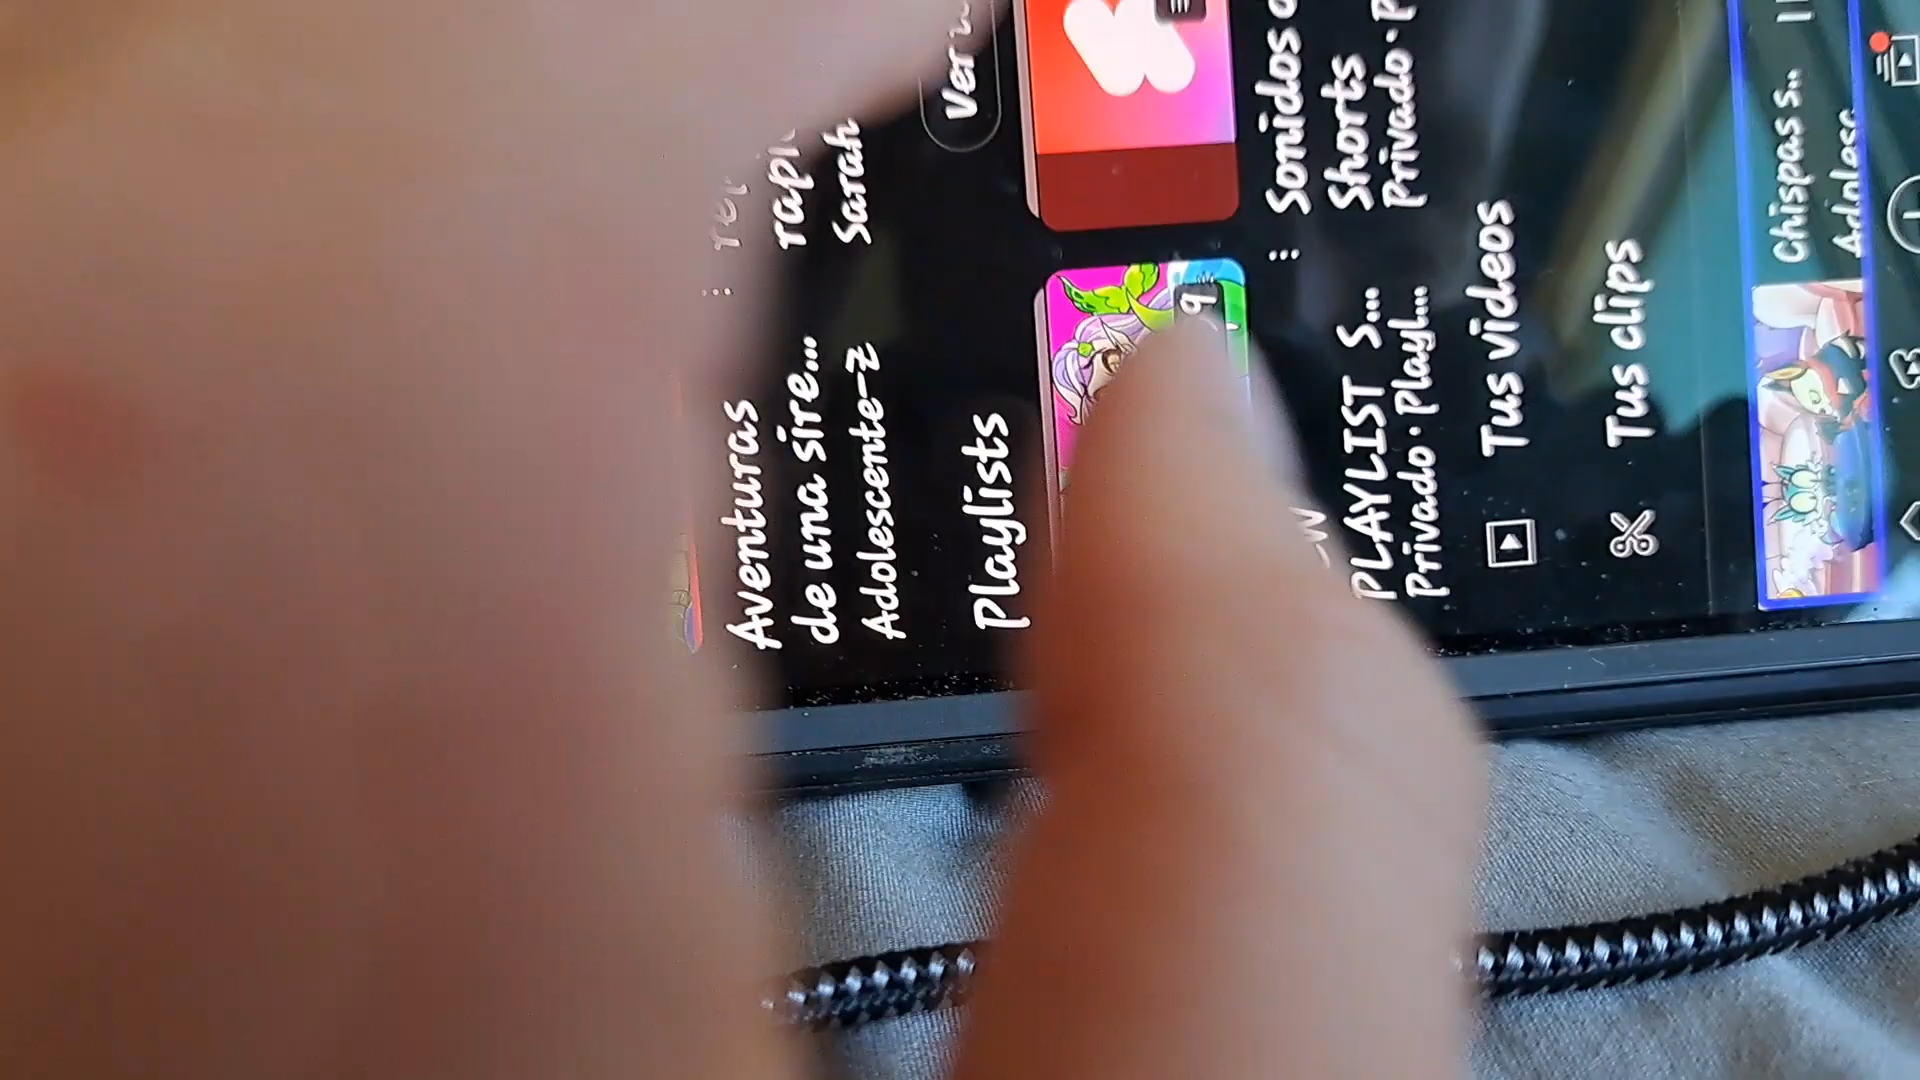 Aventuras
de una sire...
Adolescente-z
Sarah
Playlists
Ver
9
PLAYLIST S...
Privado · Playl...
Sonidos
Shorts
Privado ·
Tus videos
Tus clips
Chispas s..